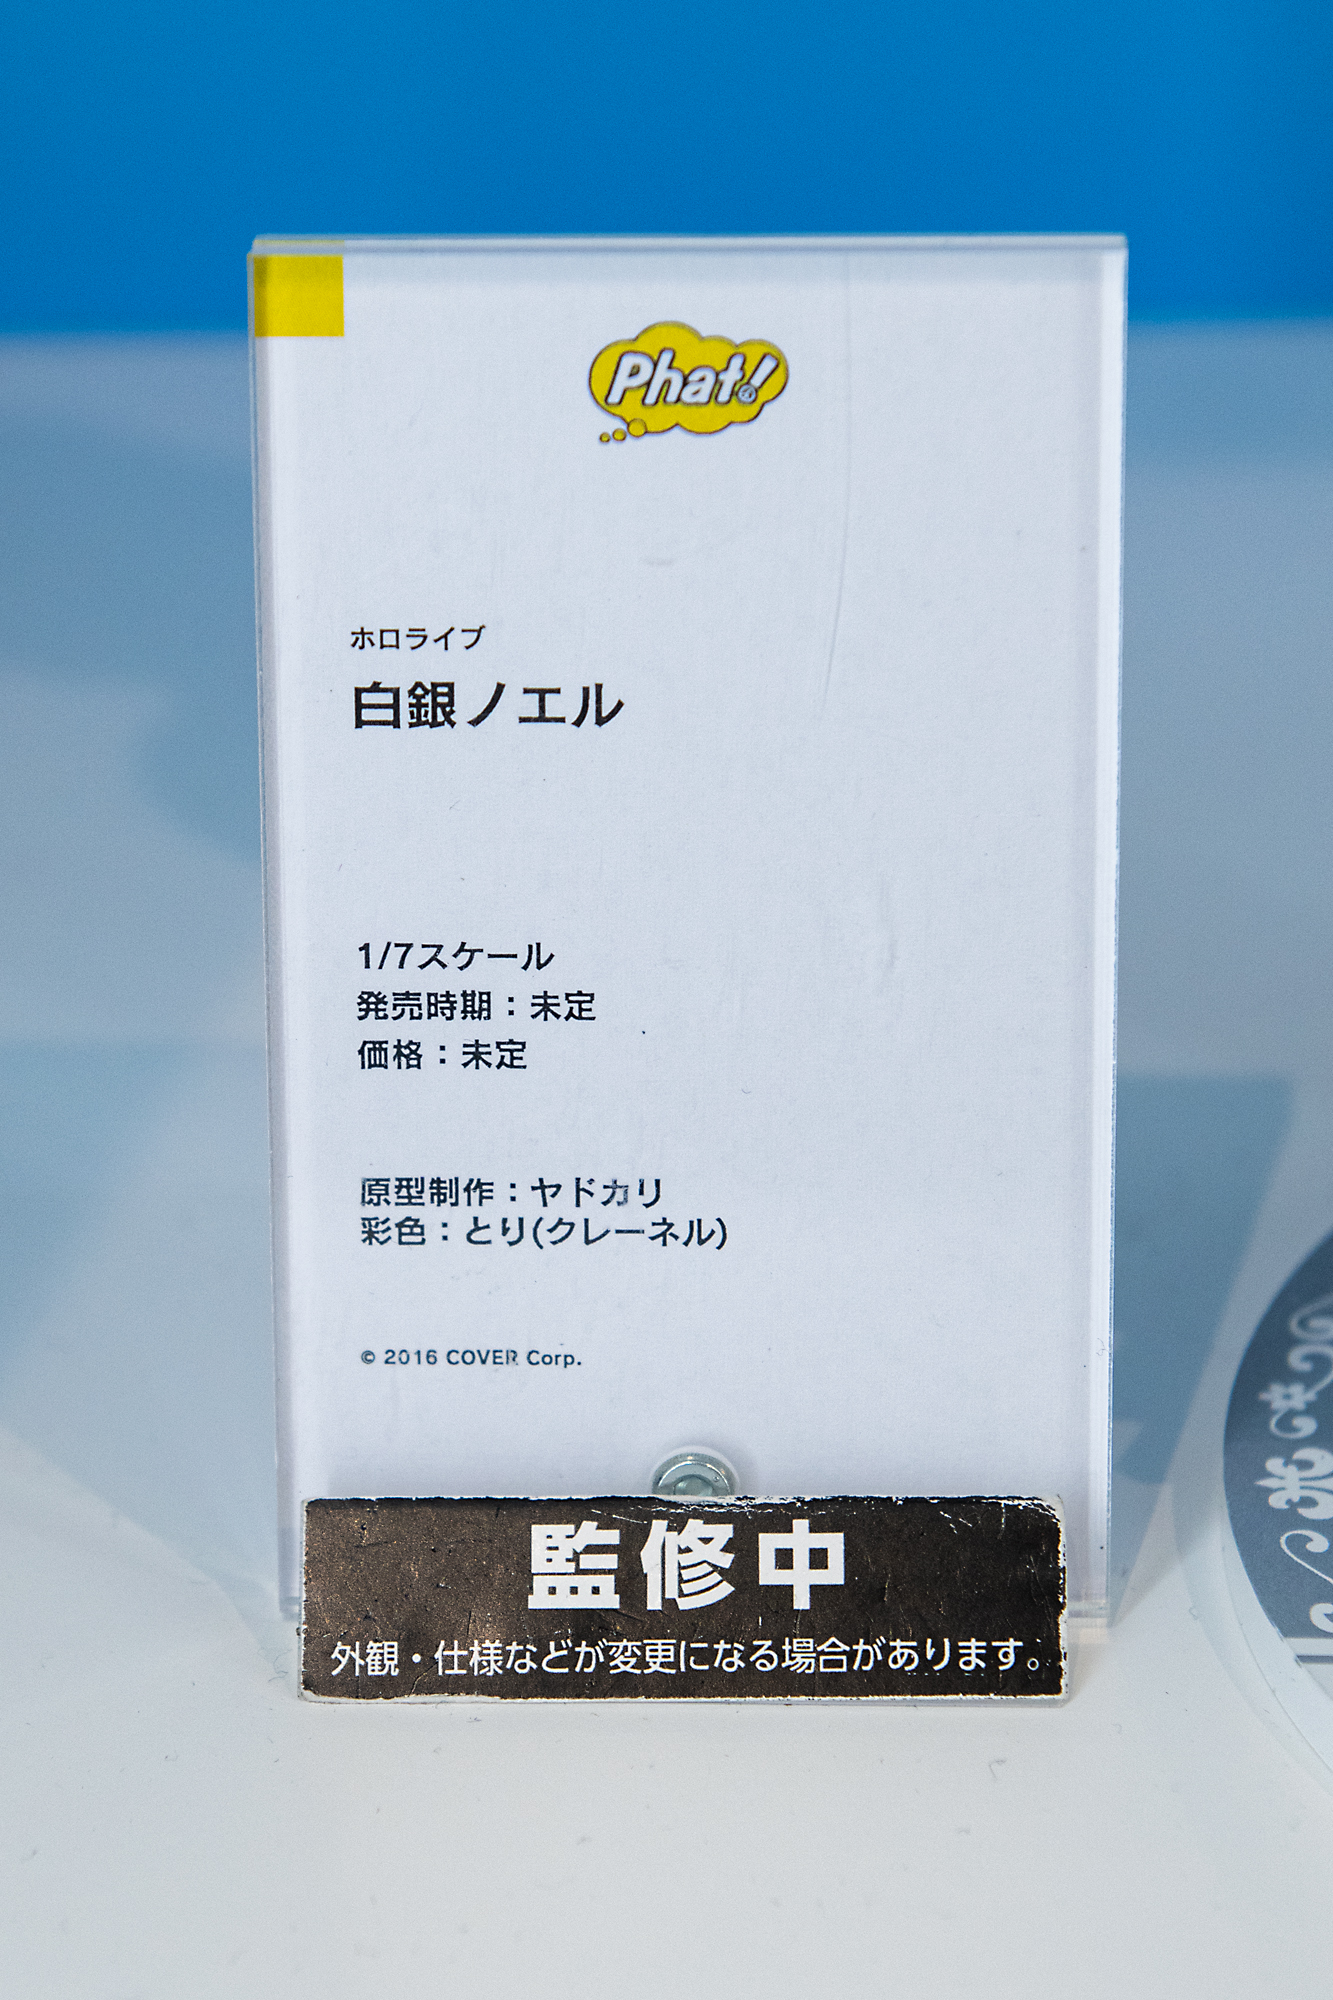 Phat!
ホロライブ
白銀ノエル
1/7スケール
発売時期：未定
価格：未定
原型制作：ヤドカリ
彩色：とり(クレーネル)
© 2016 COVER Corp.
監修中
外観・仕様などが変更になる場合があります。